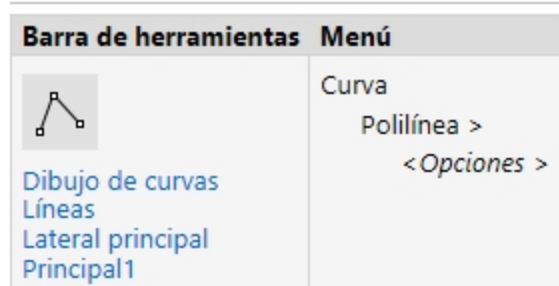 Barra de herramientas Menú
Curva
Polilínea >
<Opciones >
Dibujo de curvas
Líneas
Lateral principal
Principal1